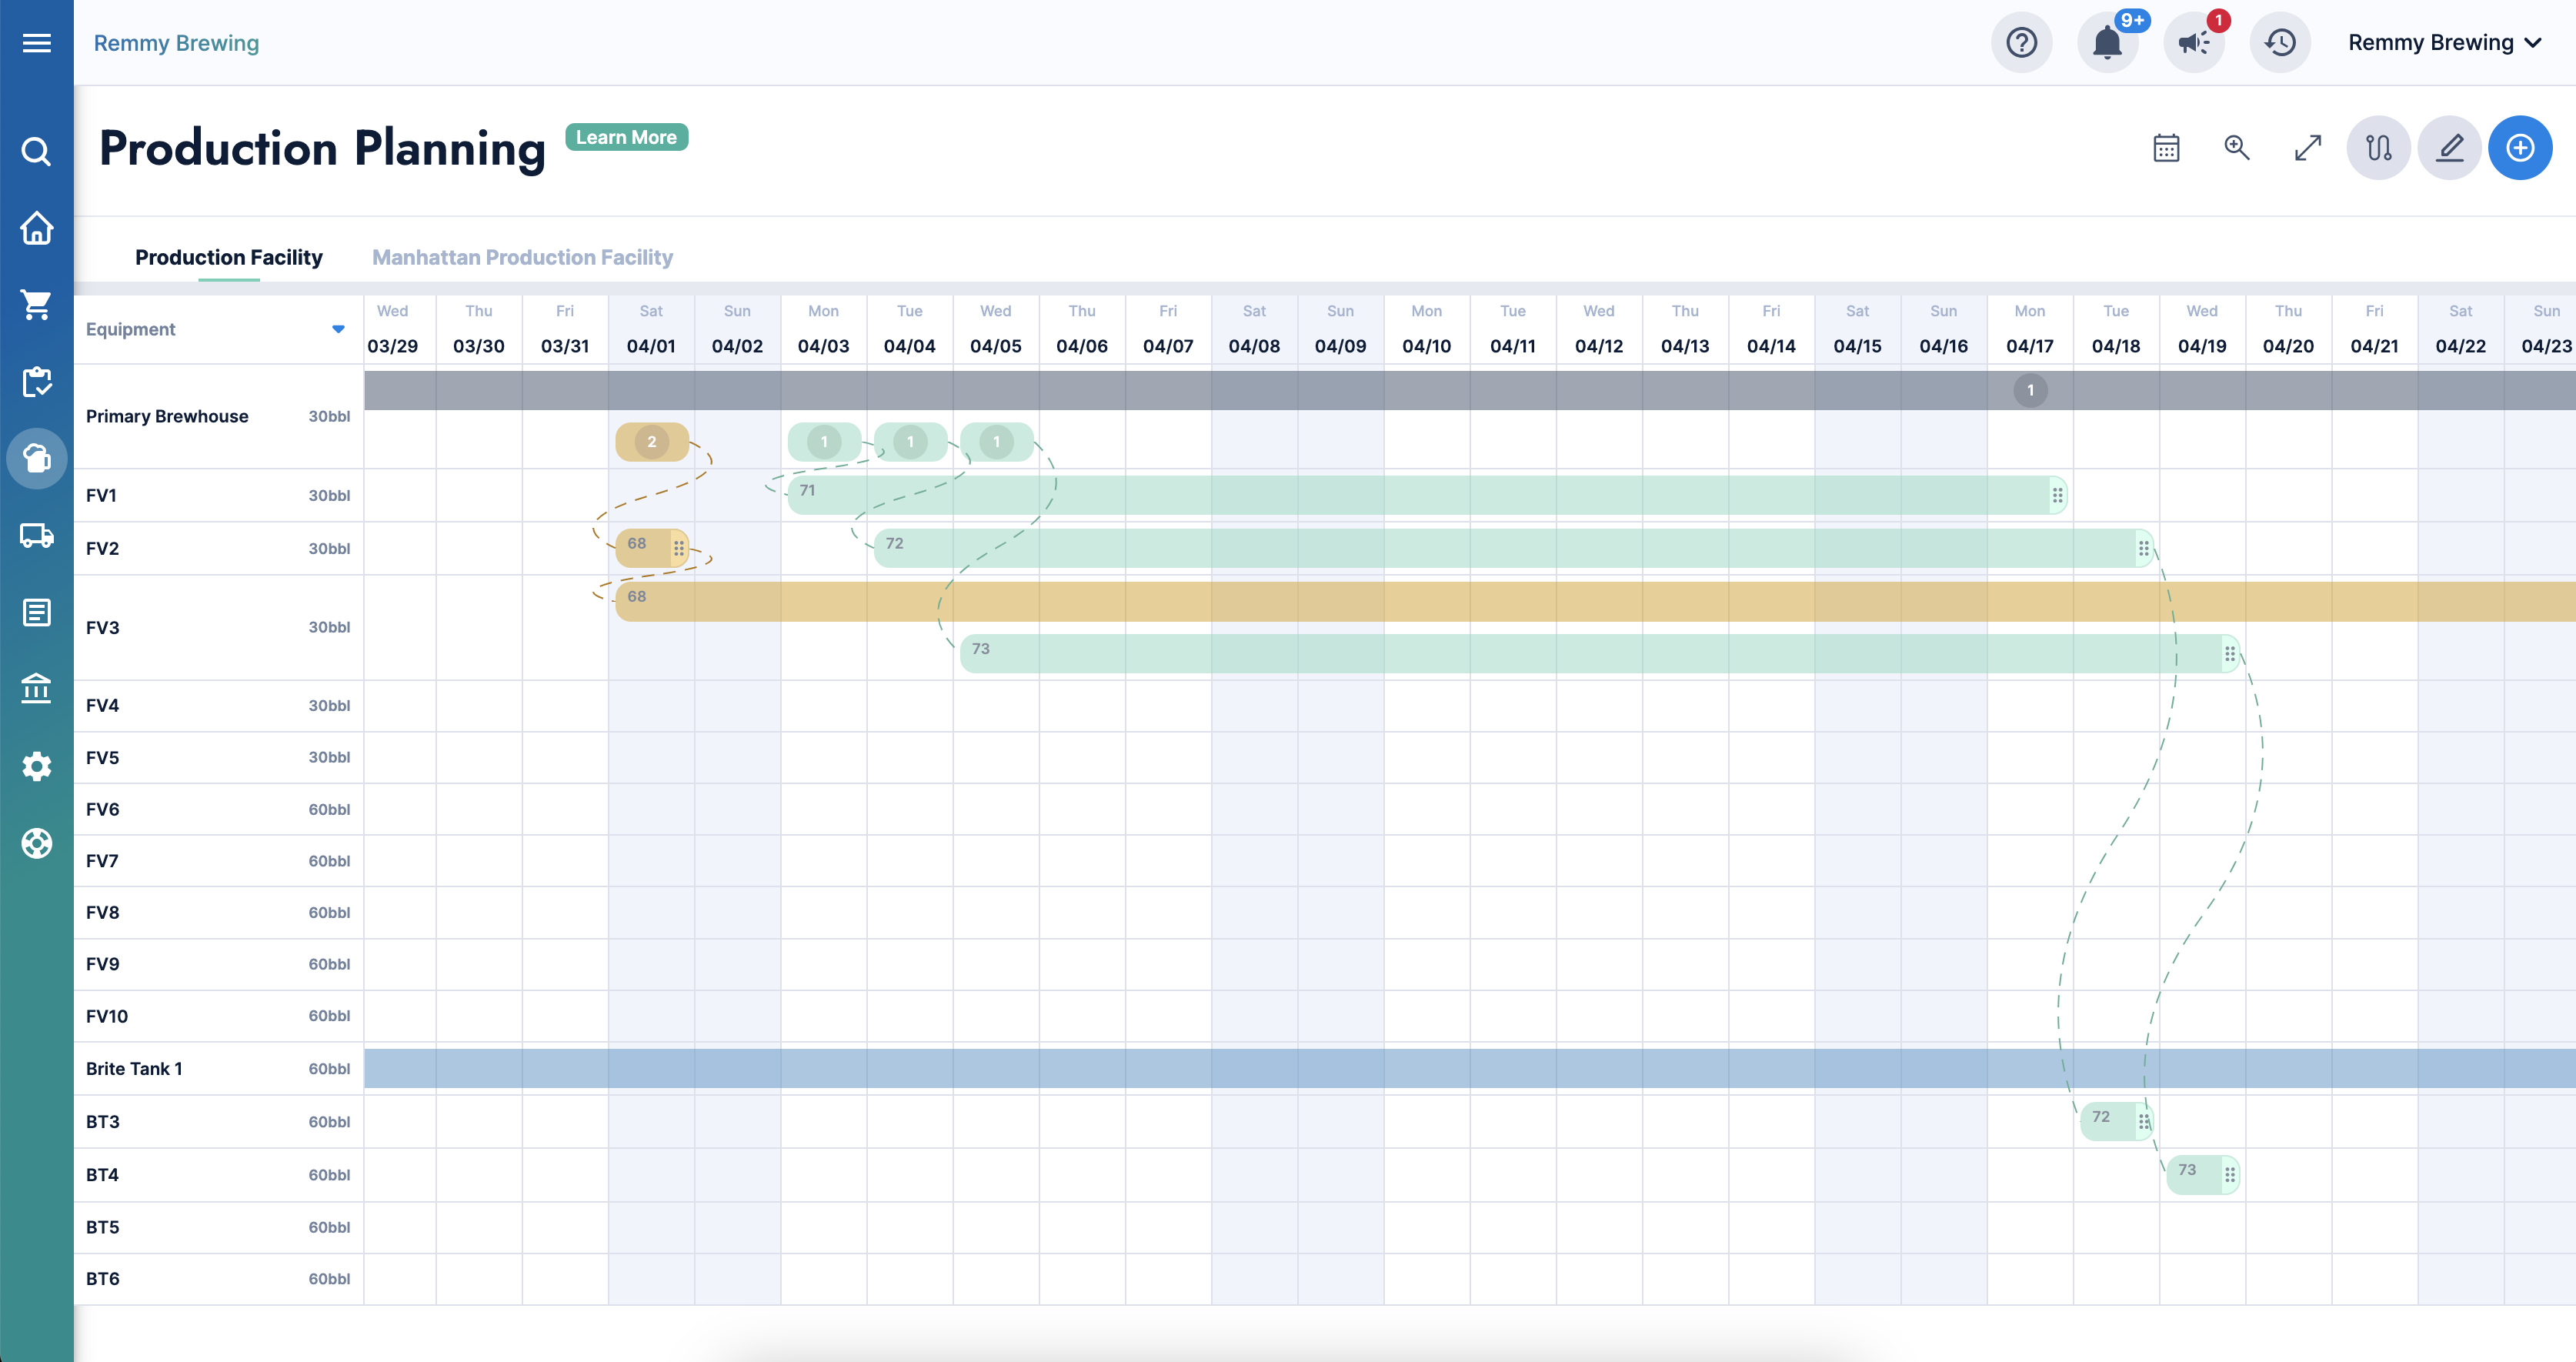 Remmy Brewing
9+
1
Remmy Brewing
Production Planning
Learn More
Production Facility
Manhattan Production Facility
Equipment
Wed Thu Fri Sat Sun Mon Tue Wed Thu Fri Sat Sun Mon Tue Wed Thu Fri Sat Sun Mon Tue Wed Thu Fri Sat Sun
03/29 03/30 03/31 04/01 04/02 04/03 04/04 04/05 04/06 04/07 04/08 04/09 04/10 04/11 04/12 04/13 04/14 04/15 04/16 04/17 04/18 04/19 04/20 04/21 04/22 04/23
1
Primary Brewhouse 30bbl
2 1 1 1
FV1 30bbl 71
FV2 30bbl 68 72
68
FV3 30bbl
73
FV4 30bbl
FV5 30bbl
FV6 60bbl
FV7 60bbl
FV8 60bbl
FV9 60bbl
FV10 60bbl
Brite Tank 1 60bbl
BT3 60bbl 72
BT4 60bbl 73
BT5 60bbl
BT6 60bbl